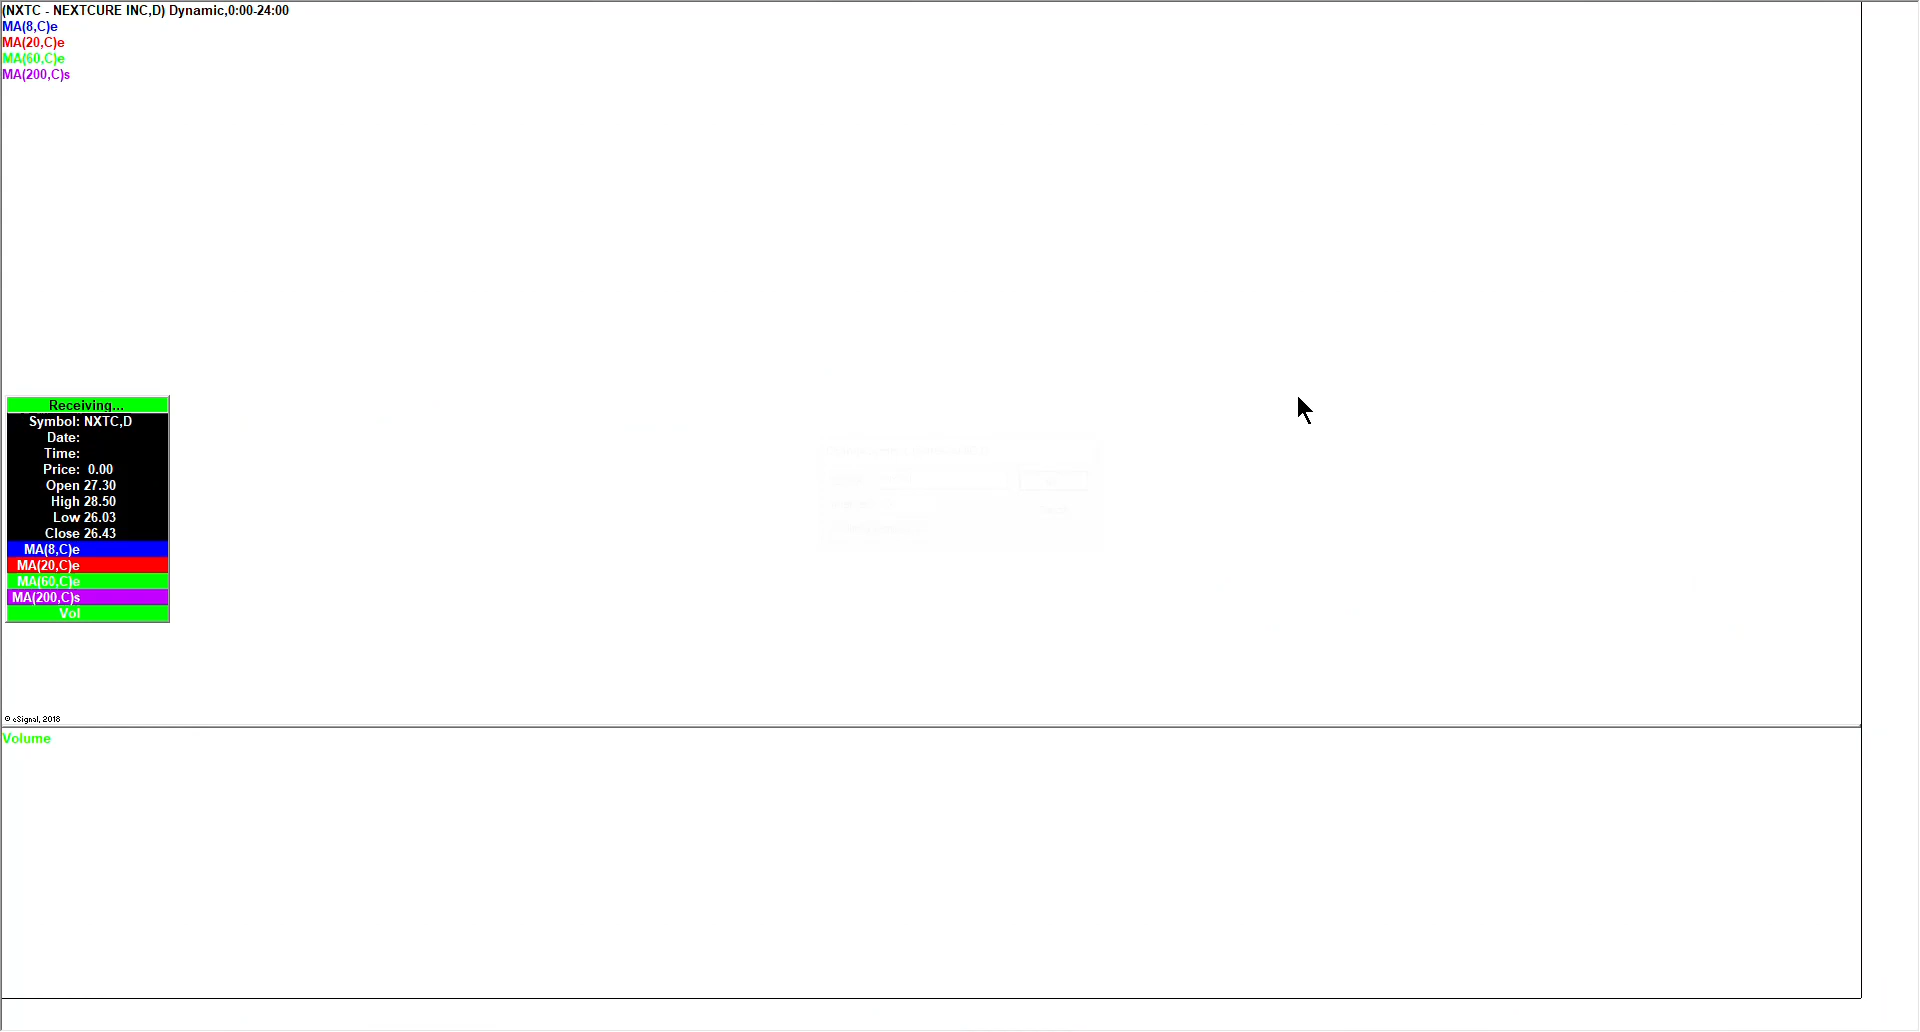 (NXTC - NEXTCURE INC,D) Dynamic,0:00-24:00
MA(8,C)e
MA(20,C)e
MA(60,C)e
MA(200,C)s
Receiving...
Symbol: NXTC,D
Date:
Time:
Price: 0.00
Open 27.30
High 28.50
Low 26.03
Close 26.43
MA(8,C)e
MA(20,C)e
MA(60,C)e
MA(200,C)s
Vol
© eSignal, 2018
Volume